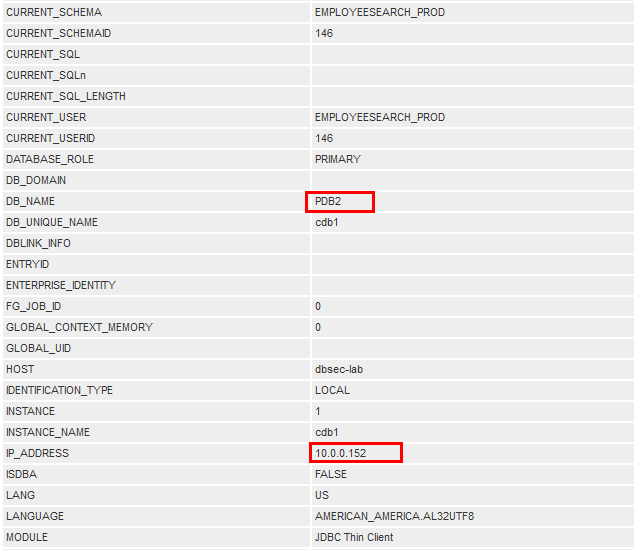 CURRENT_SCHEMA EMPLOYEESEARCH_PROD
CURRENT_SCHEMAID 146
CURRENT_SQL
CURRENT_SQLn
CURRENT_SQL_LENGTH
CURRENT_USER EMPLOYEESEARCH_PROD
CURRENT_USERID 146
DATABASE_ROLE PRIMARY
DB_DOMAIN
DB_NAME PDB2
DB_UNIQUE_NAME cdb1
DBLINK_INFO
ENTRYID
ENTERPRISE_IDENTITY
FG_JOB_ID 0
GLOBAL_CONTEXT_MEMORY 0
GLOBAL_UID
HOST dbsec-lab
IDENTIFICATION_TYPE LOCAL
INSTANCE 1
INSTANCE_NAME cdb1
IP_ADDRESS 10.0.0.152
ISDBA FALSE
LANG US
LANGUAGE AMERICAN_AMERICA.AL32UTF8
MODULE JDBC Thin Client